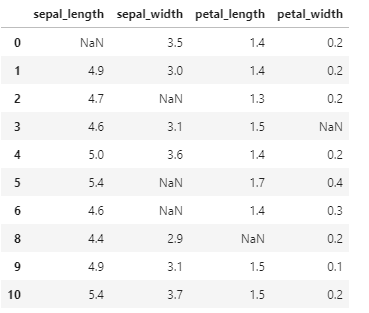 sepal_length sepal_width petal_length petal_width
0 NaN 3.5 1.4 0.2
1 4.9 3.0 1.4 0.2
2 4.7 NaN 1.3 0.2
3 4.6 3.1 1.5 NaN
4 5.0 3.6 1.4 0.2
5 5.4 NaN 1.7 0.4
6 4.6 NaN 1.4 0.3
8 4.4 2.9 NaN 0.2
9 4.9 3.1 1.5 0.1
10 5.4 3.7 1.5 0.2